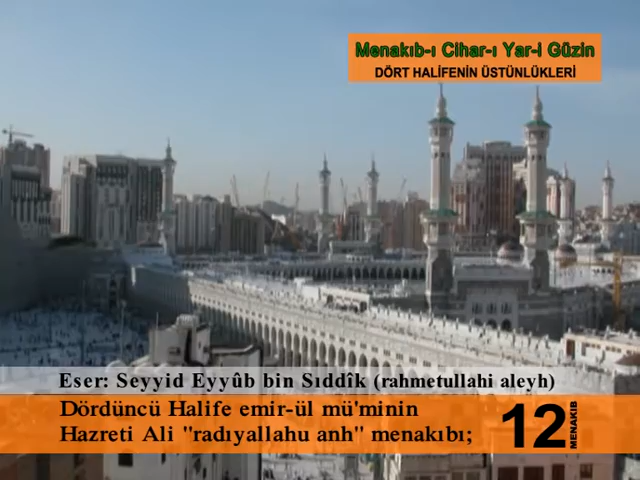 Menakıb-ı Cihar-ı Yar-i Güzin
DÖRT HALİFENİN ÜSTÜNLÜKLERİ
Eser: Seyyid Eyyûb bin Sıddîk (rahmetullahi aleyh)
Dördüncü Halife emir-ül mü'minin
Hazreti Ali "radıyallahu anh" menakıbı;
12
MENAKIB